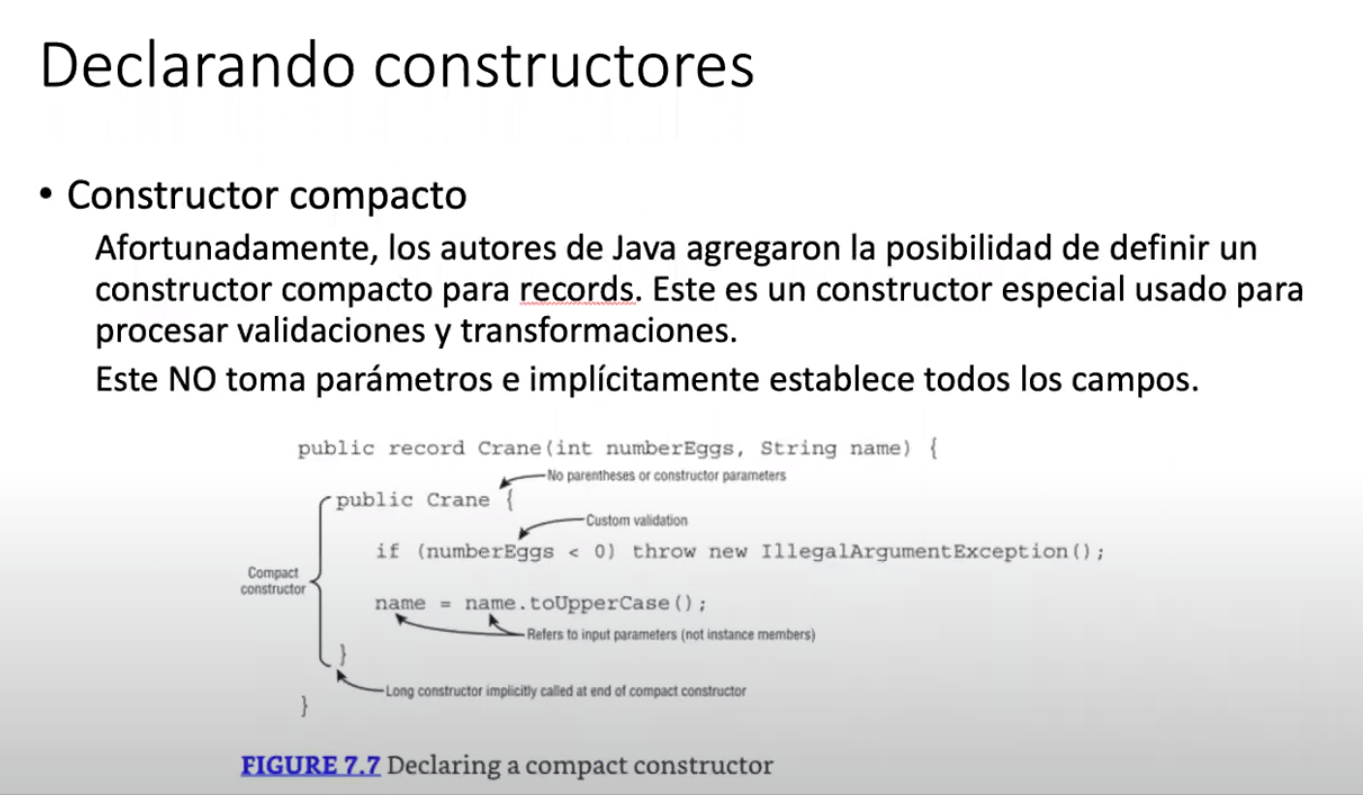 Declarando constructores
• Constructor compacto
Afortunadamente, los autores de Java agregaron la posibilidad de definir un
constructor compacto para records. Este es un constructor especial usado para
procesar validaciones y transformaciones.
Este NO toma parámetros e implícitamente establece todos los campos.
public record Crane(int numberEggs, String name) {
No parentheses or constructor parameters
public Crane {
Custom validation
if (numberEggs < 0) throw new IllegalArgumentException();
Compact
constructor
name = name.toUpperCase();
Refers to input parameters (not instance members)
}
Long constructor implicitly called at end of compact constructor
}
FIGURE 7.7 Declaring a compact constructor